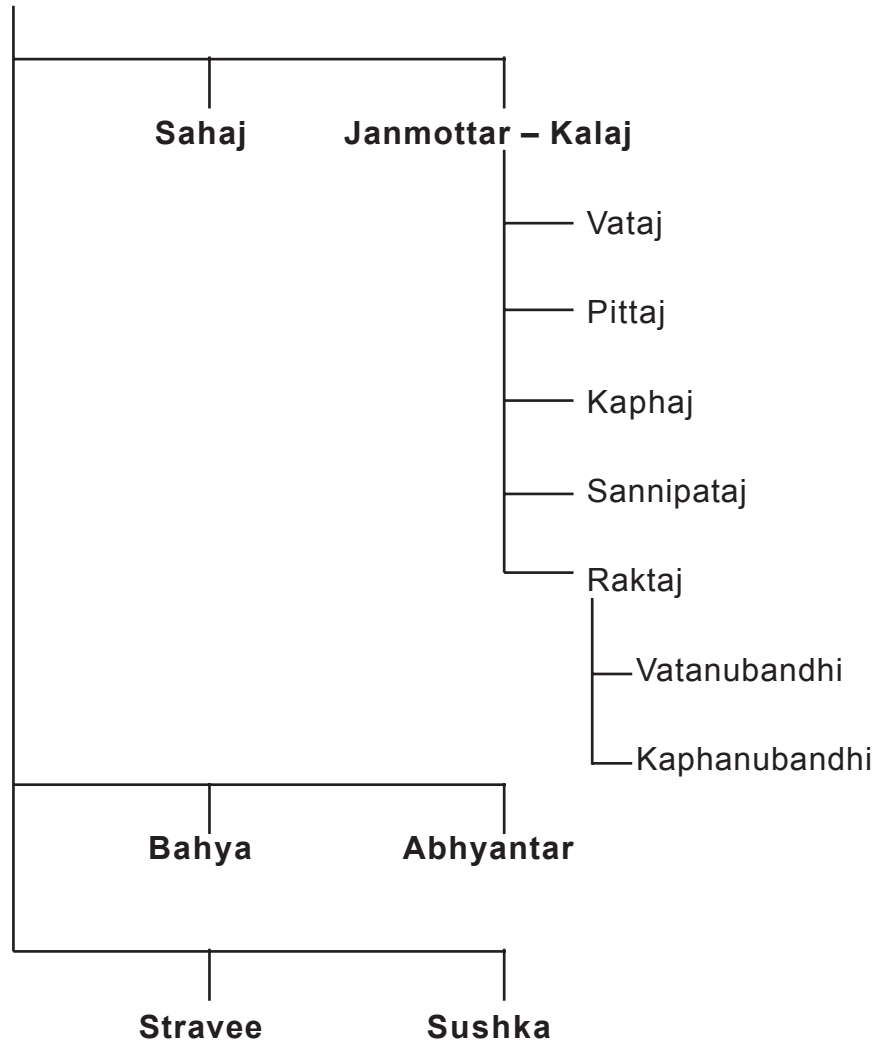 Sahaj Janmottar – Kalaj
Vataj
Pittaj
Kaphaj
Sannipataj
Raktaj
Vatanubandhi
Kaphanubandhi
Bahya Abhyantar
Stravee Sushka